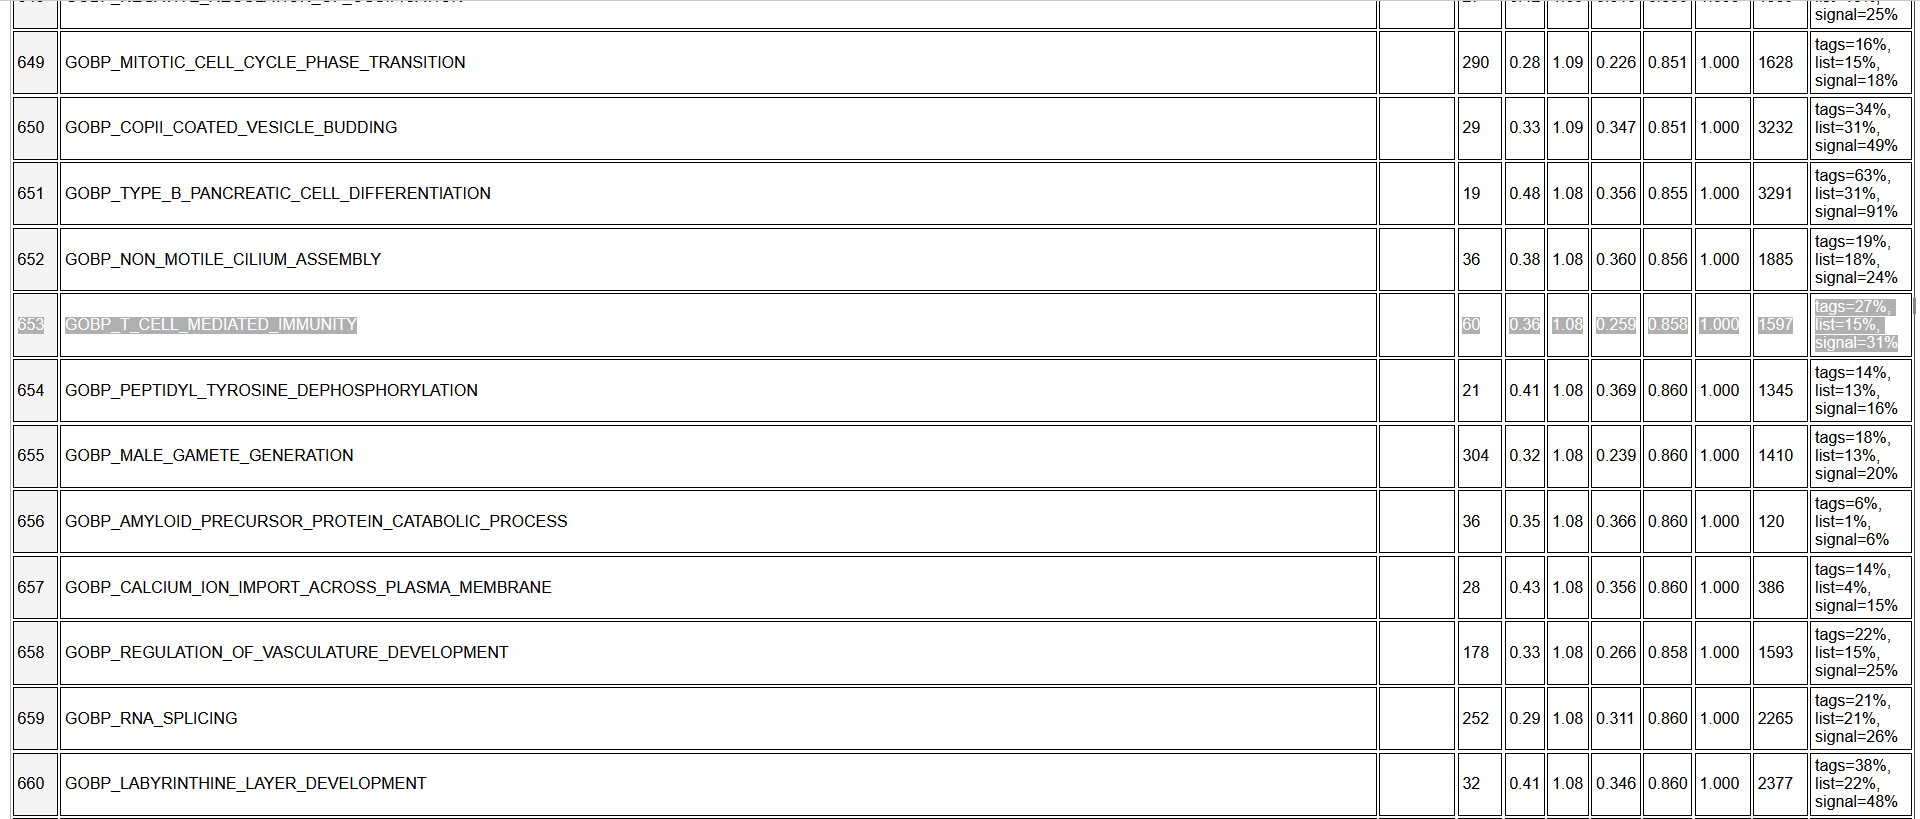 signal=25%
649 GOBP_MITOTIC_CELL_CYCLE_PHASE_TRANSITION 290 0.28 1.09 0.226 0.851 1.000 1628 tags=16%,
list=15%,
signal=18%
650 GOBP_COPII_COATED_VESICLE_BUDDING 29 0.33 1.09 0.347 0.851 1.000 3232 tags=34%,
list=31%,
signal=49%
651 GOBP_TYPE_B_PANCREATIC_CELL_DIFFERENTIATION 19 0.48 1.08 0.356 0.855 1.000 3291 tags=63%,
list=31%,
signal=91%
652 GOBP_NON_MOTILE_CILIUM_ASSEMBLY 36 0.38 1.08 0.360 0.856 1.000 1885 tags=19%,
list=18%,
signal=24%
653 GOBP_T_CELL_MEDIATED_IMMUNITY 60 0.36 1.08 0.259 0.858 1.000 1597 tags=27%,
list=15%,
signal=31%
654 GOBP_PEPTIDYL_TYROSINE_DEPHOSPHORYLATION 21 0.41 1.08 0.369 0.860 1.000 1345 tags=14%,
list=13%,
signal=16%
655 GOBP_MALE_GAMETE_GENERATION 304 0.32 1.08 0.239 0.860 1.000 1410 tags=18%,
list=13%,
signal=20%
656 GOBP_AMYLOID_PRECURSOR_PROTEIN_CATABOLIC_PROCESS 36 0.35 1.08 0.366 0.860 1.000 120 tags=6%,
list=1%,
signal=6%
657 GOBP_CALCIUM_ION_IMPORT_ACROSS_PLASMA_MEMBRANE 28 0.43 1.08 0.356 0.860 1.000 386 tags=14%,
list=4%,
signal=15%
658 GOBP_REGULATION_OF_VASCULATURE_DEVELOPMENT 178 0.33 1.08 0.266 0.858 1.000 1593 tags=22%,
list=15%,
signal=25%
659 GOBP_RNA_SPLICING 252 0.29 1.08 0.311 0.860 1.000 2265 tags=21%,
list=21%,
signal=26%
660 GOBP_LABYRINTHINE_LAYER_DEVELOPMENT 32 0.41 1.08 0.346 0.860 1.000 2377 tags=38%,
list=22%,
signal=48%